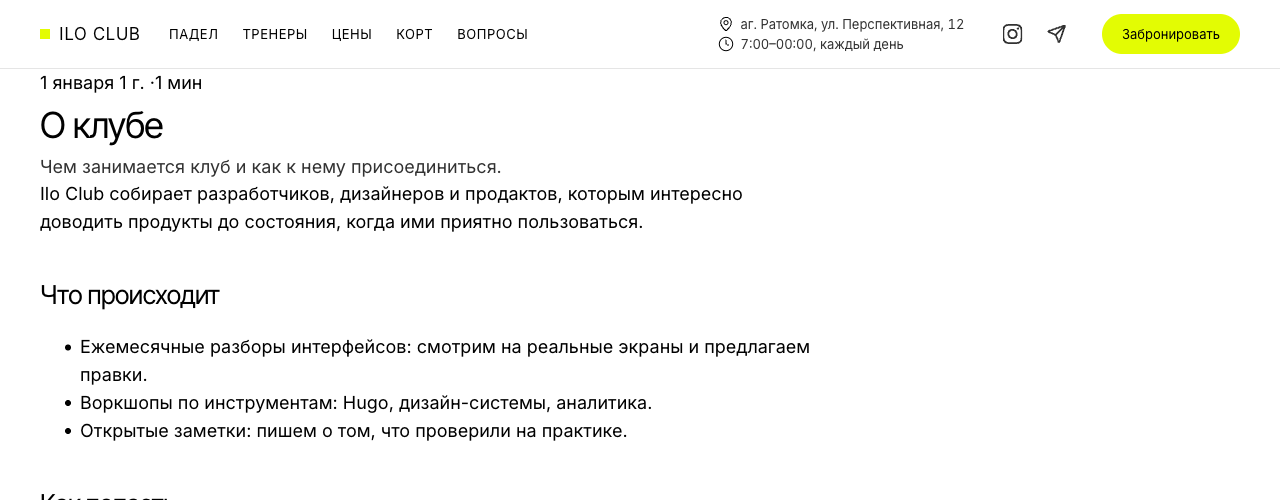 ILO CLUB
ПАДЕЛ
ТРЕНЕРЫ
ЦЕНЫ
КОРТ
ВОПРОСЫ
аг. Ратомка, ул. Перспективная, 12
7:00–00:00, каждый день
Забронировать
1 января 1 г. ·1 мин
О клубе
Чем занимается клуб и как к нему присоединиться.
Ilo Club собирает разработчиков, дизайнеров и продактов, которым интересно
доводить продукты до состояния, когда ими приятно пользоваться.
Что происходит
Ежемесячные разборы интерфейсов: смотрим на реальные экраны и предлагаем
правки.
Воркшопы по инструментам: Hugo, дизайн-системы, аналитика.
Открытые заметки: пишем о том, что проверили на практике.